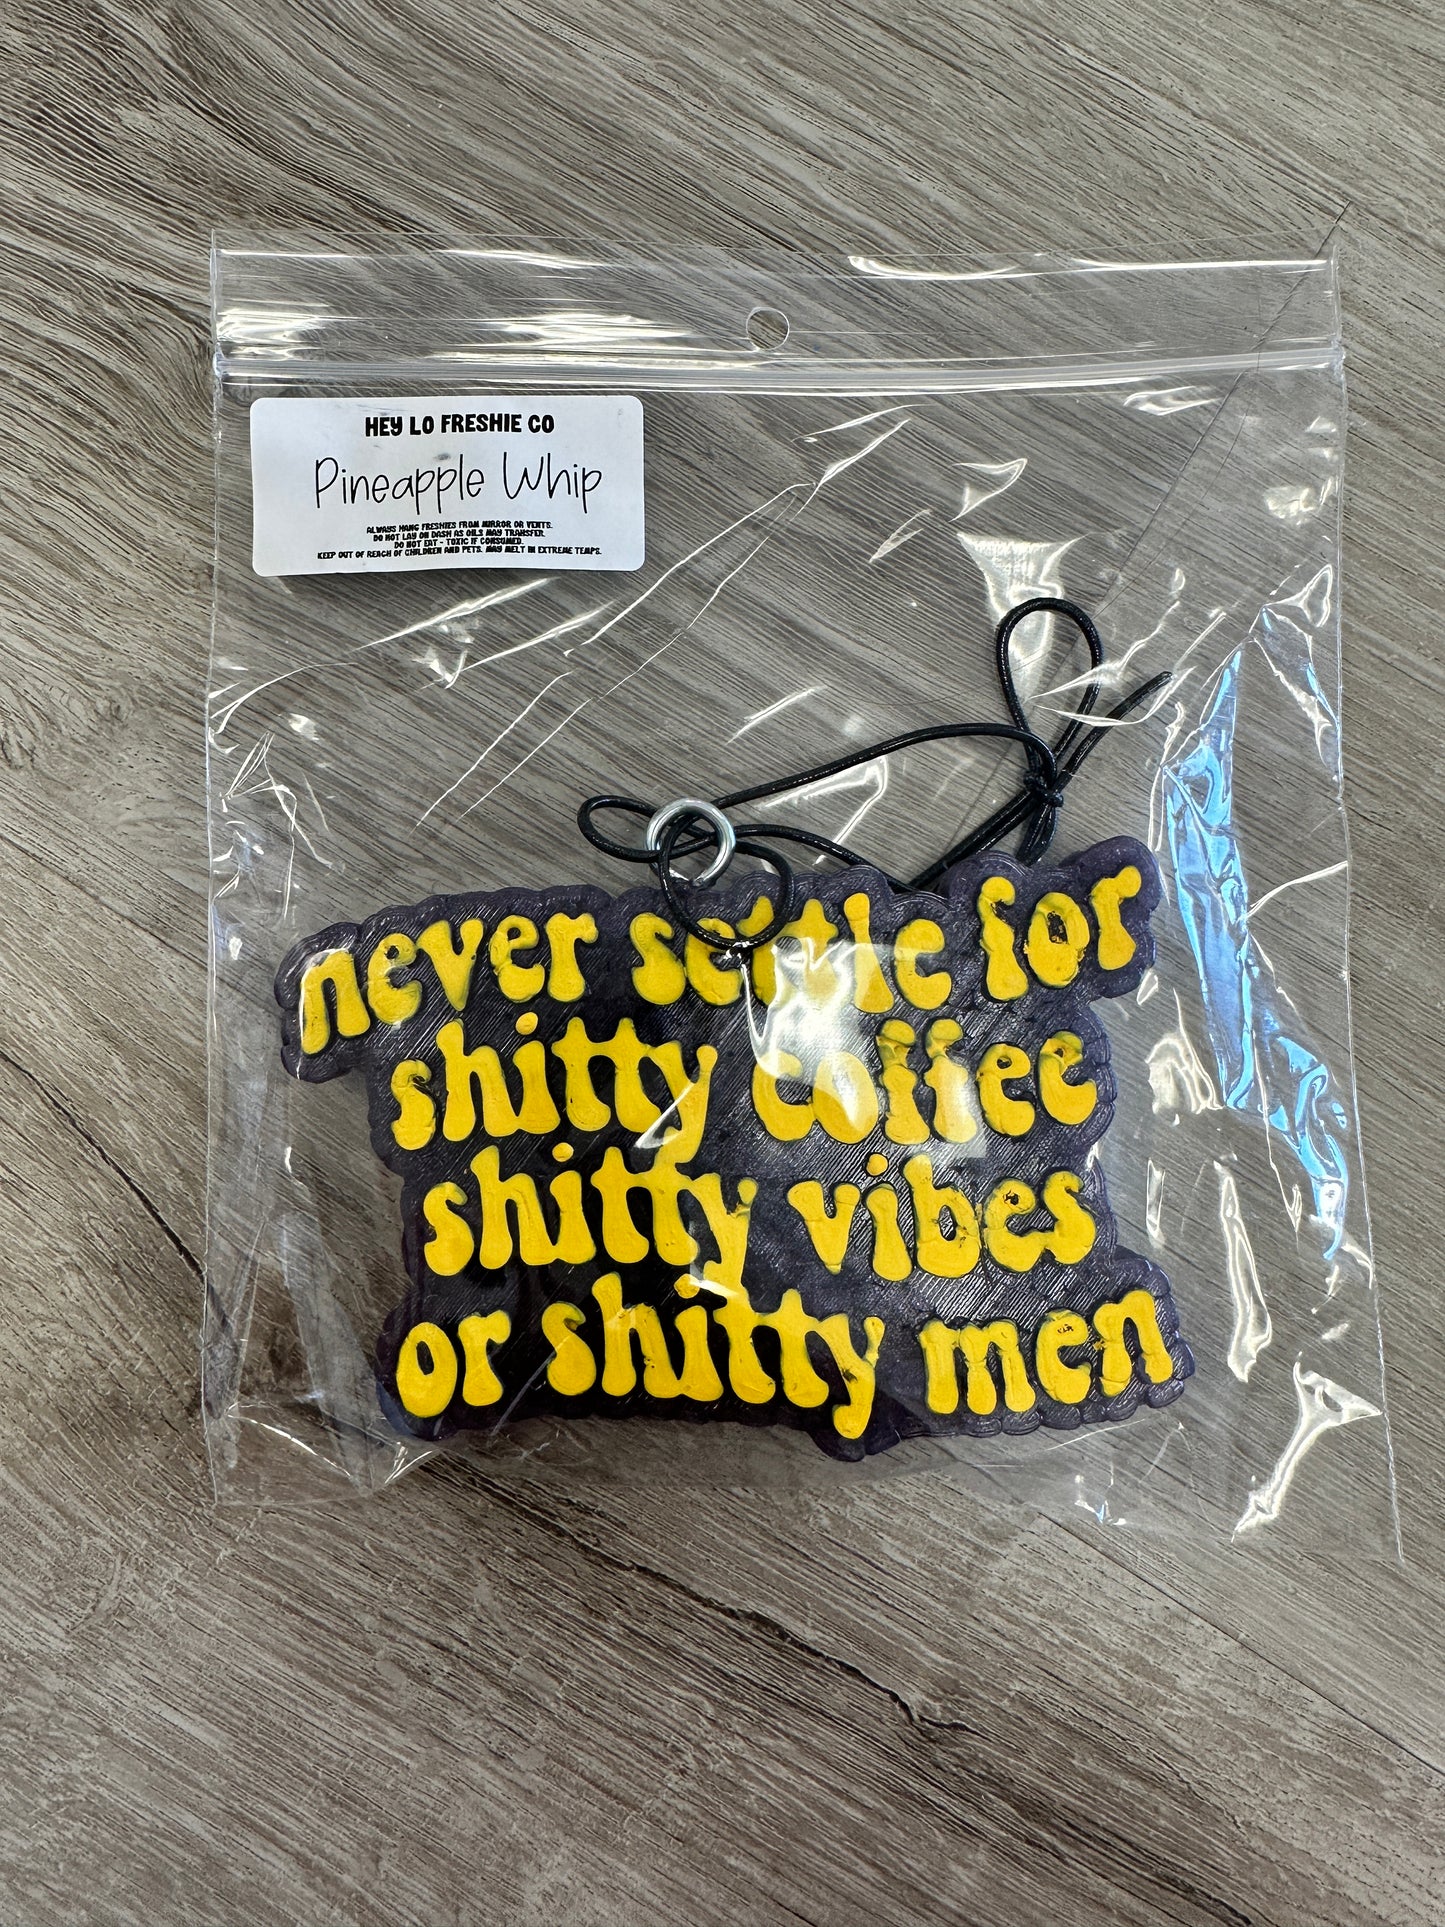 HEY LO FRESHIE CO
Pineapple Whip
ALWAYS HANG FRESHIES FROM MIRROR OR VENTS.
DO NOT LAY ON DASH AS OILS MAY TRANSFER.
DO NOT EAT - TOXIC IF CONSUMED.
KEEP OUT OF REACH OF CHILDREN AND PETS. MAY MELT IN EXTREME TEMPS.
never settle for
shitty coffee
shitty vibes
or shitty men